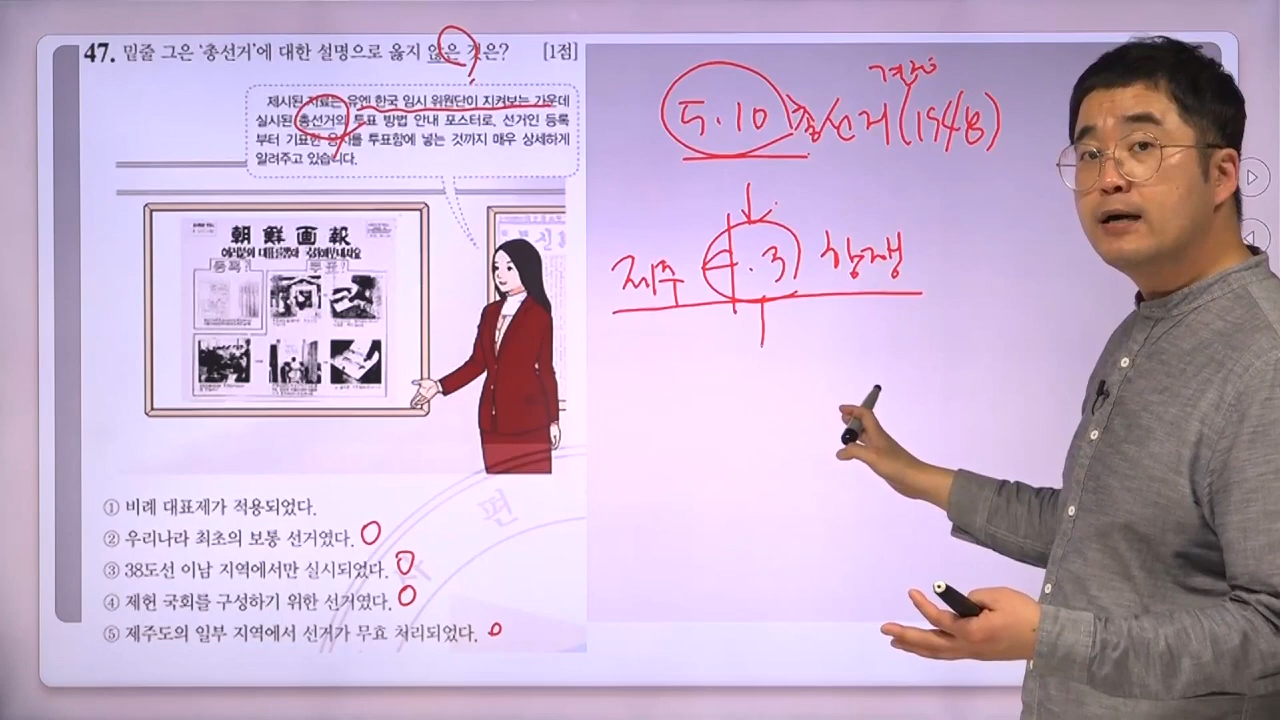 47. 밑줄 그은 '총선거'에 대한 설명으로 옳지 않은 것은? [1점]
제시된 자료는 유엔 한국 임시 위원단이 지켜보는 가운데
실시된 총선거의 투표 방법 안내 포스터로, 선거인 등록
부터 기표한 용지를 투표함에 넣는 것까지 매우 상세하게
알려주고 있습니다.
朝鮮画報
등록? 투표?
① 비례 대표제가 적용되었다.
② 우리나라 최초의 보통 선거였다.
③ 38도선 이남 지역에서만 실시되었다.
④ 제헌 국회를 구성하기 위한 선거였다.
⑤ 제주도의 일부 지역에서 선거가 무효 처리되었다.
편
사
5.10 총선거(1948)
제주 4.3 항쟁